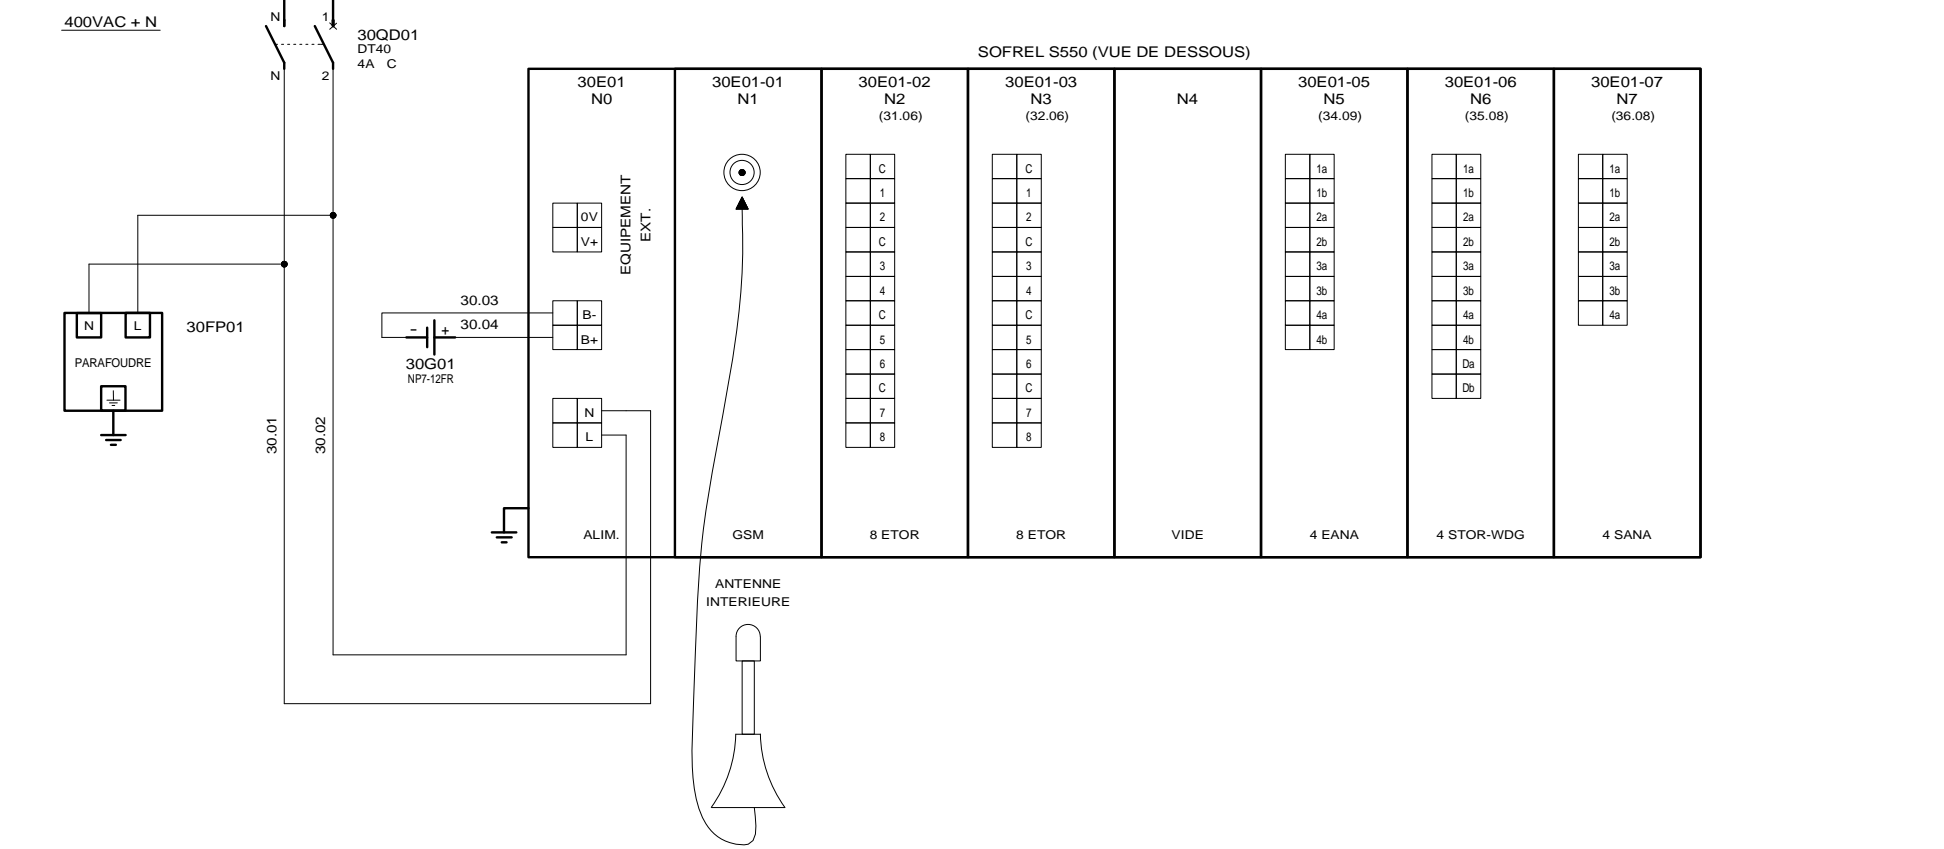 400VAC + N
N
1
30QD01
DT40
4A C
N
2
SOFREL S550 (VUE DE DESSOUS)
30E01
N0
30E01-01
N1
30E01-02
N2
(31.06)
30E01-03
N3
(32.06)
N4
30E01-05
N5
(34.09)
30E01-06
N6
(35.08)
30E01-07
N7
(36.08)
0V
V+
EQUIPEMENT
EXT.
B-
B+
N
L
C
1
2
C
3
4
C
5
6
C
7
8
C
1
2
C
3
4
C
5
6
C
7
8
1a
1b
2a
2b
3a
3b
4a
4b
1a
1b
2a
2b
3a
3b
4a
4b
Da
Db
1a
1b
2a
2b
3a
3b
4a
30.03
30.04
- +
30G01
NP7-12FR
N
L
30FP01
PARAFOUDRE
30.01
30.02
ALIM.
GSM
8 ETOR
8 ETOR
VIDE
4 EANA
4 STOR-WDG
4 SANA
ANTENNE
INTERIEURE